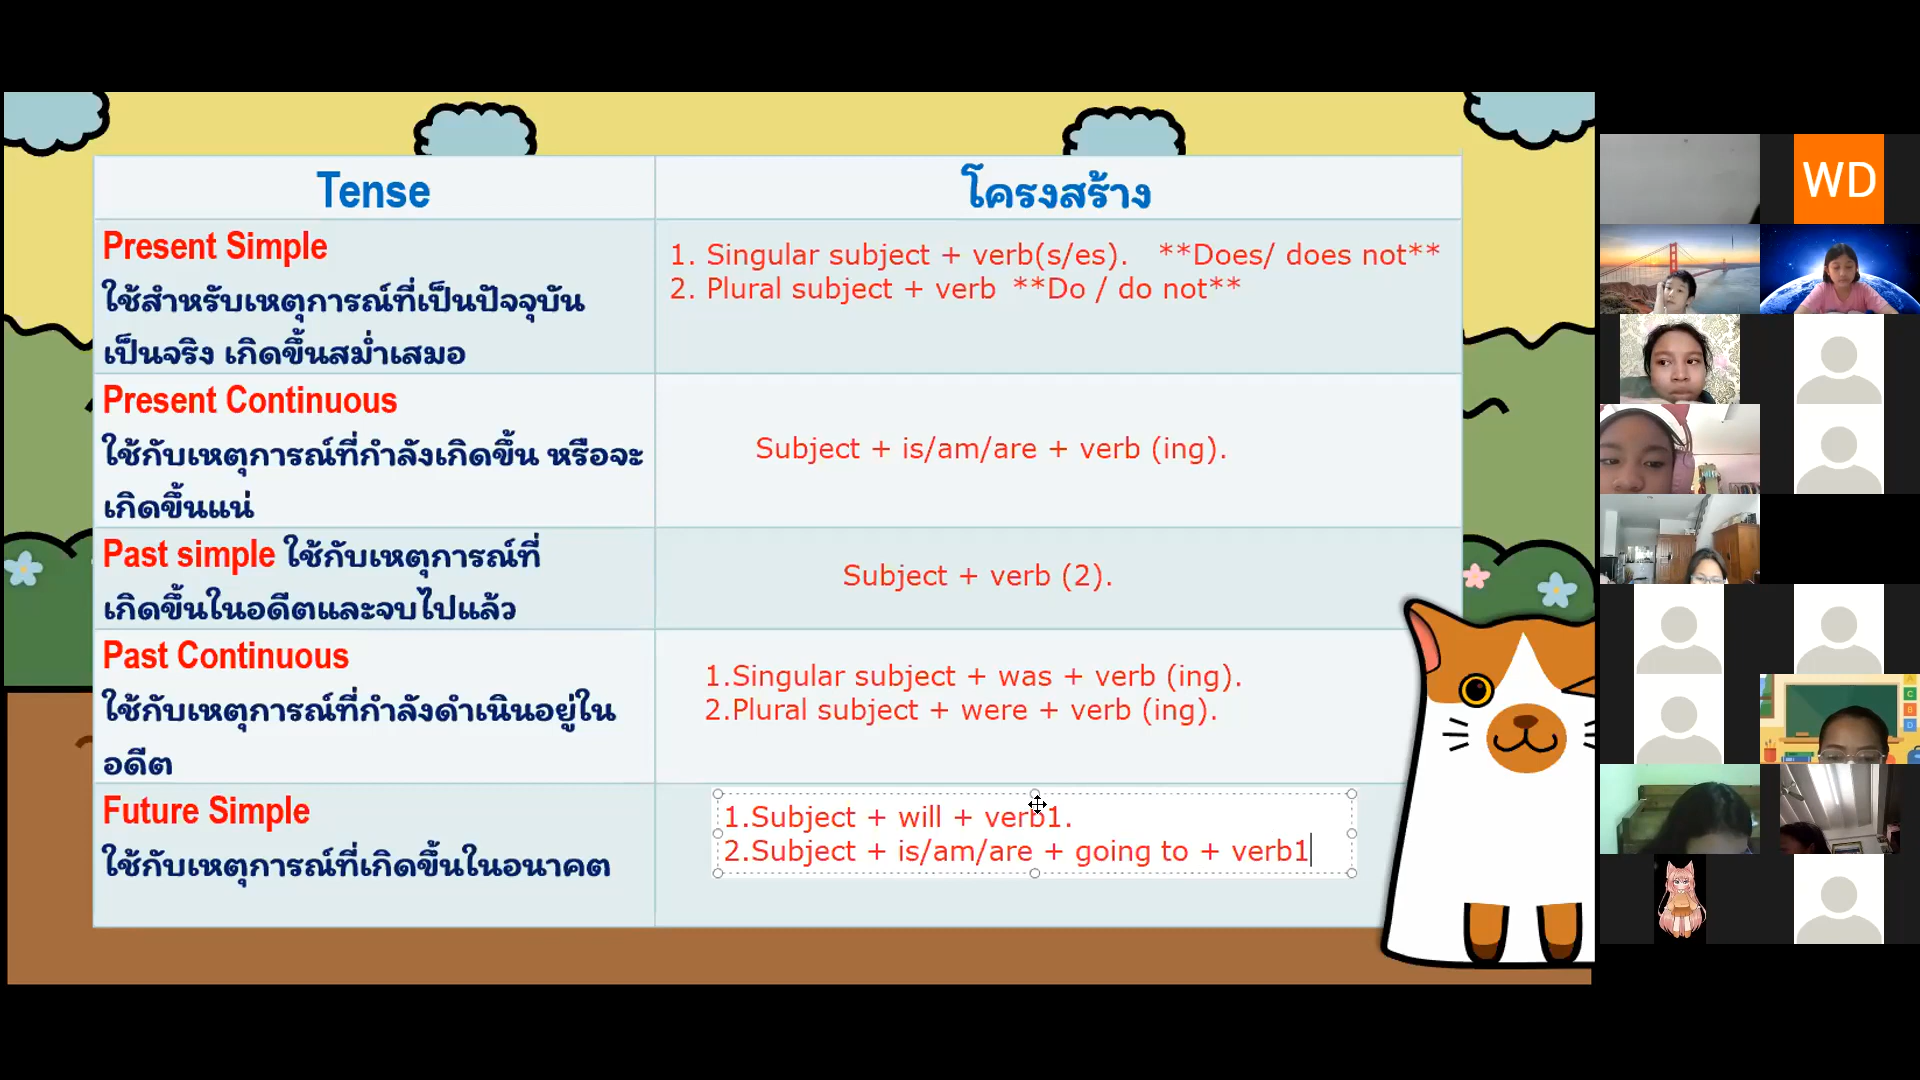 Tense
โครงสร้าง
Present Simple
ใช้สำหรับเหตุการณ์ที่เป็นปัจจุบัน
เป็นจริง เกิดขึ้นสม่ำเสมอ
1. Singular subject + verb(s/es). **Does/ does not**
2. Plural subject + verb **Do / do not**
Present Continuous
ใช้กับเหตุการณ์ที่กำลังเกิดขึ้น หรือจะ
เกิดขึ้นแน่
Subject + is/am/are + verb (ing).
Past simple ใช้กับเหตุการณ์ที่
เกิดขึ้นในอดีตและจบไปแล้ว
Subject + verb (2).
Past Continuous
ใช้กับเหตุการณ์ที่กำลังดำเนินอยู่ใน
อดีต
1.Singular subject + was + verb (ing).
2.Plural subject + were + verb (ing).
Future Simple
ใช้กับเหตุการณ์ที่เกิดขึ้นในอนาคต
1.Subject + will + verb1.
2.Subject + is/am/are + going to + verb1
WD